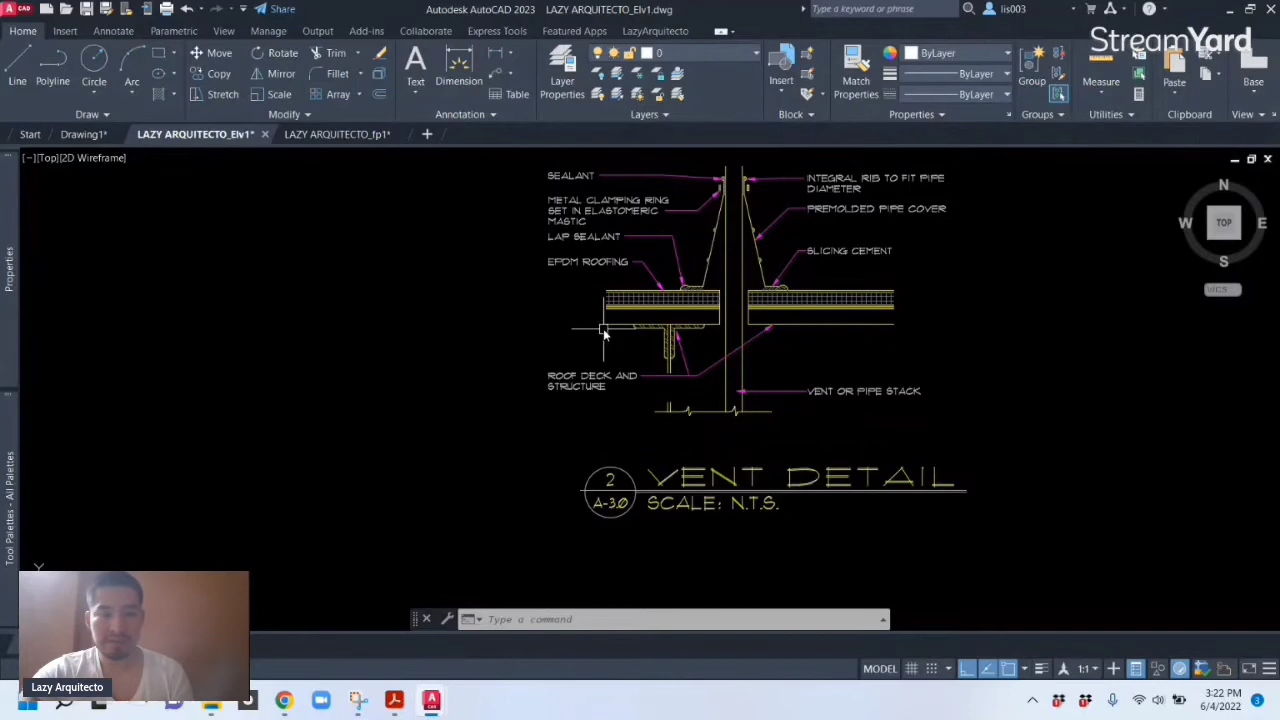 Share
Autodesk AutoCAD 2023 LAZY ARQUITECTO_Elv1.dwg
Type a keyword or phrase
lis003
StreamYard
Home Insert Annotate Parametric View Manage Output Add-ins Collaborate Express Tools Featured Apps LazyArquitecto
Line
Polyline
Circle
Arc
Move
Rotate
Trim
Copy
Mirror
Fillet
Stretch
Scale
Array
Text
Dimension
Table
Layer
Properties
0
Insert
Match
Properties
ByLayer
ByLayer
ByLayer
Group
Measure
Paste
Base
Draw
Modify
Annotation
Layers
Block
Properties
Groups
Utilities
Clipboard
View
Start
Drawing1*
LAZY ARQUITECTO_Elv1*
LAZY ARQUITECTO_fp1*
[−][Top][2D Wireframe]
Properties
Tool Palettes - All Palettes
N
W
TOP
E
S
WCS
SEALANT
METAL CLAMPING RING
SET IN ELASTOMERIC
MASTIC
LAP SEALANT
EPDM ROOFING
ROOF DECK AND
STRUCTURE
INTEGRAL RIB TO FIT PIPE
DIAMETER
PREMOLDED PIPE COVER
SLICING CEMENT
VENT OR PIPE STACK
2
A-3.0
VENT DETAIL
SCALE: N.T.S.
Y
Type a command
Lazy Arquitecto
MODEL
1:1
3:22 PM
6/4/2022
3